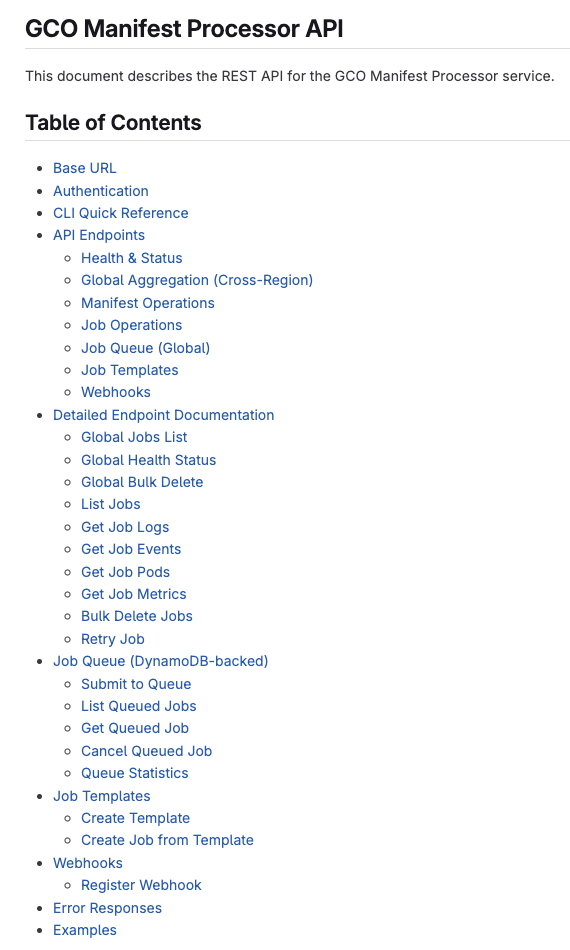 GCO Manifest Processor API
This document describes the REST API for the GCO Manifest Processor service.
Table of Contents
Base URL
Authentication
CLI Quick Reference
API Endpoints
Health & Status
Global Aggregation (Cross-Region)
Manifest Operations
Job Operations
Job Queue (Global)
Job Templates
Webhooks
Detailed Endpoint Documentation
Global Jobs List
Global Health Status
Global Bulk Delete
List Jobs
Get Job Logs
Get Job Events
Get Job Pods
Get Job Metrics
Bulk Delete Jobs
Retry Job
Job Queue (DynamoDB-backed)
Submit to Queue
List Queued Jobs
Get Queued Job
Cancel Queued Job
Queue Statistics
Job Templates
Create Template
Create Job from Template
Webhooks
Register Webhook
Error Responses
Examples